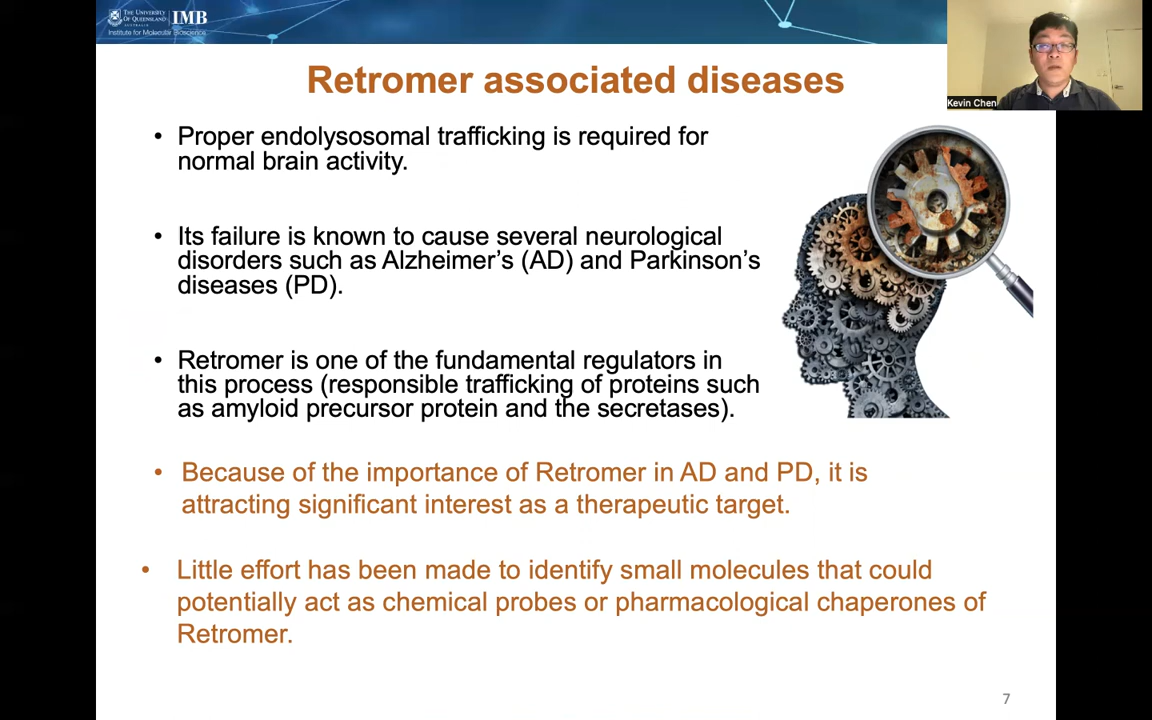 THE UNIVERSITY
OF QUEENSLAND
AUSTRALIA
IMB
Institute for Molecular Bioscience
Kevin Chen
Retromer associated diseases
• Proper endolysosomal trafficking is required for
normal brain activity.
• Its failure is known to cause several neurological
disorders such as Alzheimer’s (AD) and Parkinson’s
diseases (PD).
• Retromer is one of the fundamental regulators in
this process (responsible trafficking of proteins such
as amyloid precursor protein and the secretases).
• Because of the importance of Retromer in AD and PD, it is
attracting significant interest as a therapeutic target.
• Little effort has been made to identify small molecules that could
potentially act as chemical probes or pharmacological chaperones of
Retromer.
7